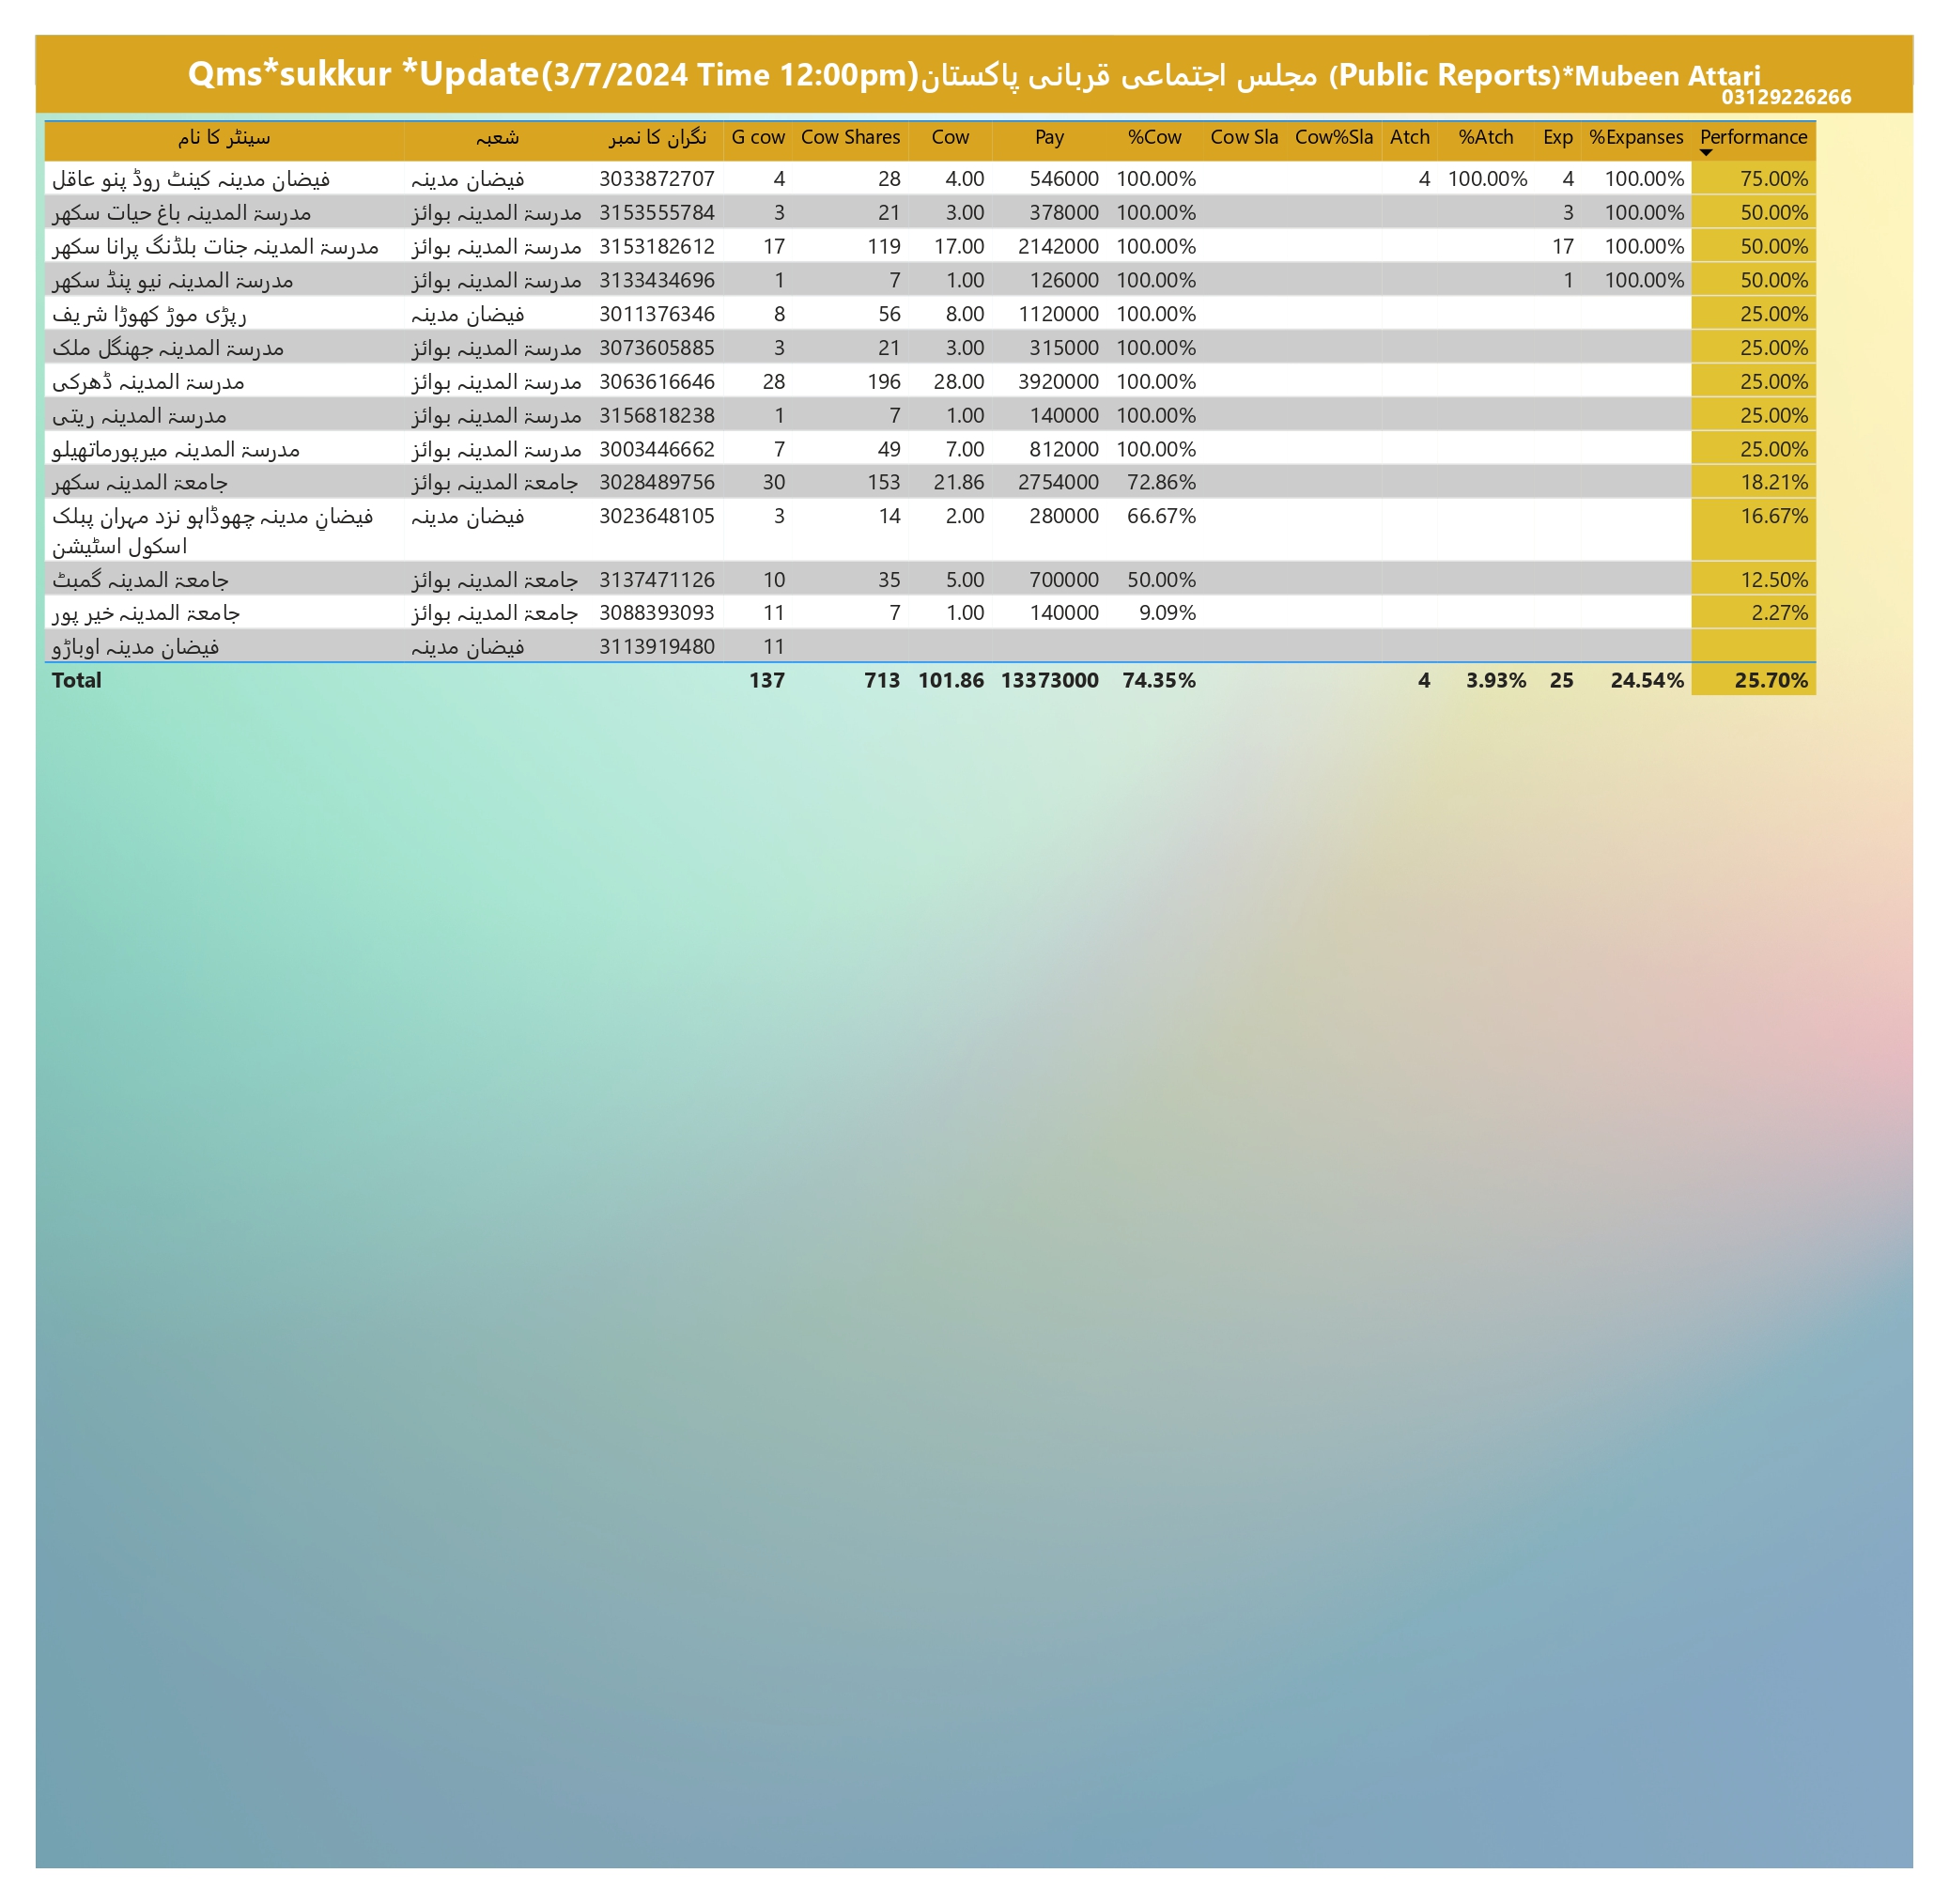 Qms*sukkur *Update(3/7/2024 Time 12:00pm)مجلس اجتماعی قربانی پاکستان (Public Reports)*Mubeen Attari
03129226266
سینٹر کا نام شعبہ نگران کا نمبر G cow Cow Shares Cow Pay %Cow Cow Sla Cow%Sla Atch %Atch Exp %Expanses Performance
فیضان مدینہ کینٹ روڈ پنو عاقل فیضان مدینہ 3033872707 4 28 4.00 546000 100.00% 4 100.00% 4 100.00% 75.00%
مدرسۃ المدینہ باغ حیات سکھر مدرسۃ المدینہ بوائز 3153555784 3 21 3.00 378000 100.00% 3 100.00% 50.00%
مدرسۃ المدینہ جنات بلڈنگ پرانا سکھر مدرسۃ المدینہ بوائز 3153182612 17 119 17.00 2142000 100.00% 17 100.00% 50.00%
مدرسۃ المدینہ نیو پنڈ سکھر مدرسۃ المدینہ بوائز 3133434696 1 7 1.00 126000 100.00% 1 100.00% 50.00%
رپڑی موڑ کھوڑا شریف فیضان مدینہ 3011376346 8 56 8.00 1120000 100.00% 25.00%
مدرسۃ المدینہ جھنگل ملک مدرسۃ المدینہ بوائز 3073605885 3 21 3.00 315000 100.00% 25.00%
مدرسۃ المدینہ ڈھرکی مدرسۃ المدینہ بوائز 3063616646 28 196 28.00 3920000 100.00% 25.00%
مدرسۃ المدینہ ریتی مدرسۃ المدینہ بوائز 3156818238 1 7 1.00 140000 100.00% 25.00%
مدرسۃ المدینہ میرپورماتھیلو مدرسۃ المدینہ بوائز 3003446662 7 49 7.00 812000 100.00% 25.00%
جامعۃ المدینہ سکھر جامعۃ المدینہ بوائز 3028489756 30 153 21.86 2754000 72.86% 18.21%
فیضانِ مدینہ چھوڈاہو نزد مہران پبلک فیضان مدینہ 3023648105 3 14 2.00 280000 66.67% 16.67%
اسکول اسٹیشن
جامعۃ المدینہ گمبٹ جامعۃ المدینہ بوائز 3137471126 10 35 5.00 700000 50.00% 12.50%
جامعۃ المدینہ خیر پور جامعۃ المدینہ بوائز 3088393093 11 7 1.00 140000 9.09% 2.27%
فیضان مدینہ اوباڑو فیضان مدینہ 3113919480 11
Total 137 713 101.86 13373000 74.35% 4 3.93% 25 24.54% 25.70%